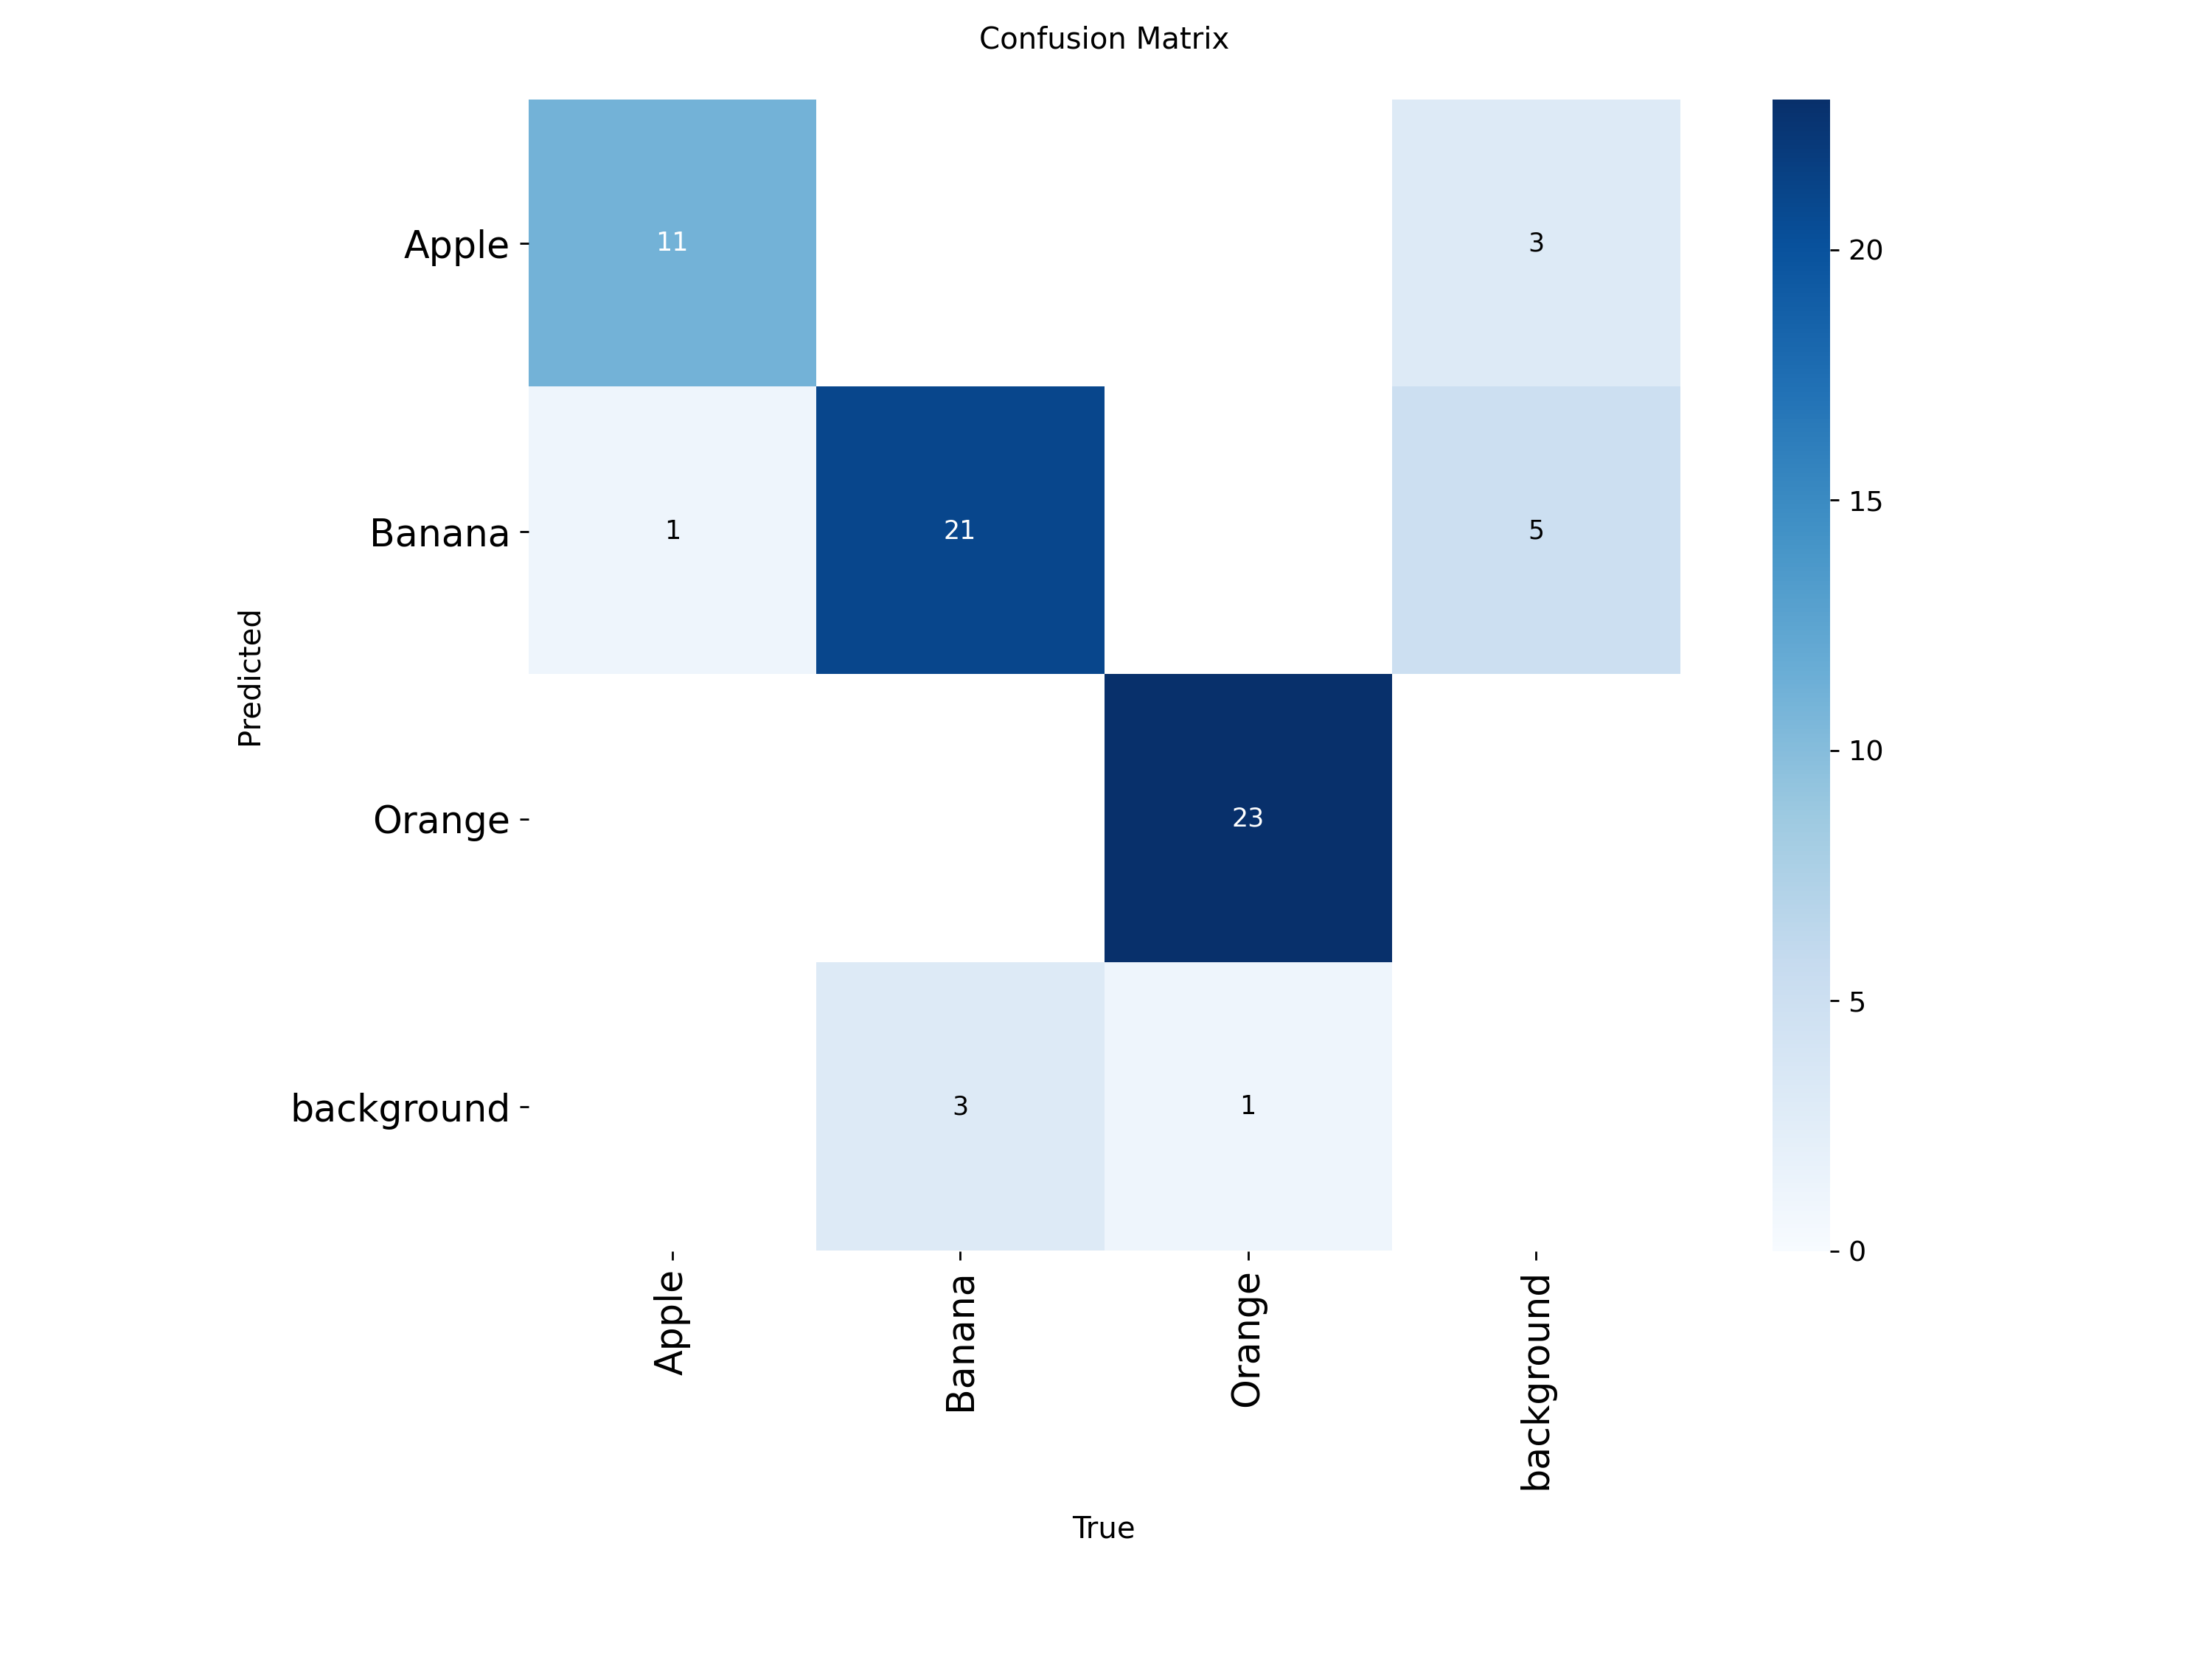 Confusion Matrix
Apple
11
3
20
Banana
1
21
5
15
Predicted
10
Orange
23
5
background
3
1
0
Apple
Banana
Orange
background
True